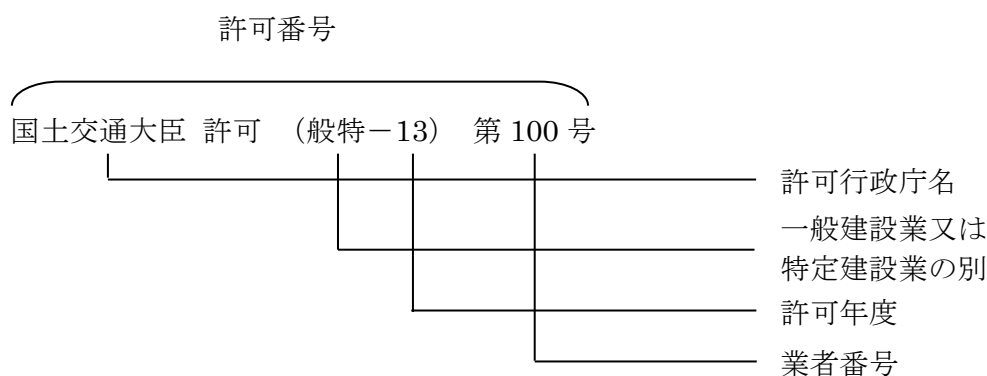 許可番号
国土交通大臣 許可 （般特－13） 第 100 号
許可行政庁名
一般建設業又は
特定建設業の別
許可年度
業者番号